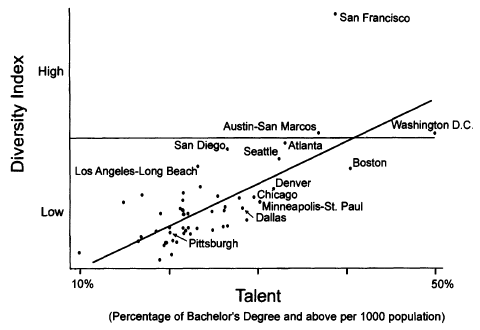 San Francisco
High
Diversity Index
Austin-San Marcos
Washington D.C.
San Diego
Atlanta
Seattle
Boston
Los Angeles-Long Beach
Denver
Chicago
Minneapolis-St. Paul
Low
Dallas
Pittsburgh
10%
50%
Talent
(Percentage of Bachelor's Degree and above per 1000 population)